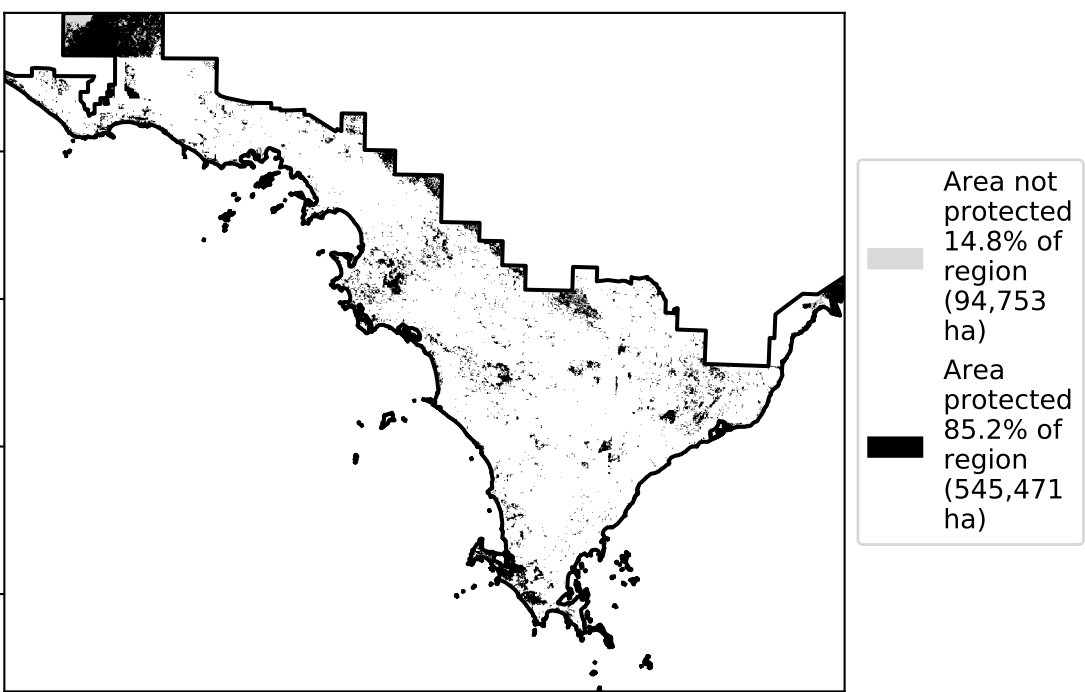 Area not
protected
14.8% of
region
(94,753
ha)
Area
protected
85.2% of
region
(545,471
ha)